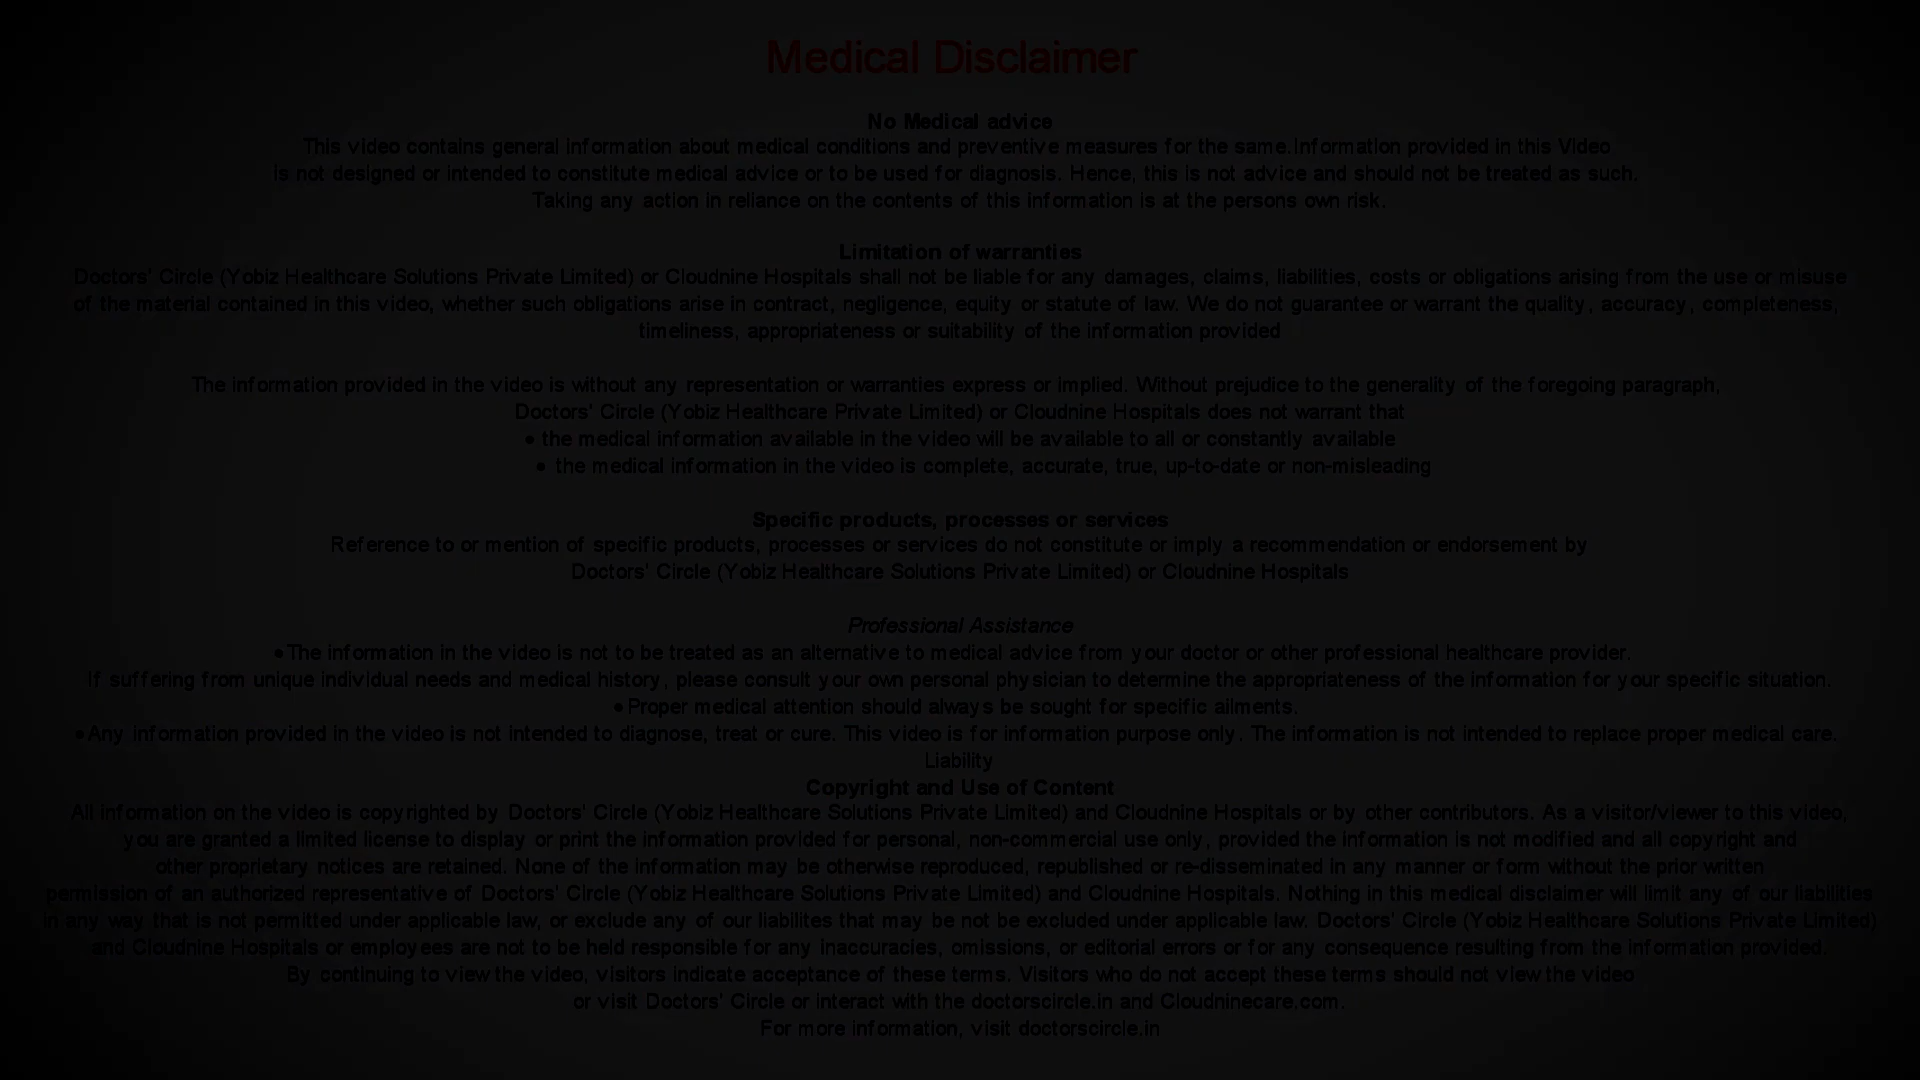 Medical Disclaimer
No Medical advice
This video contains general information about medical conditions and preventive measures for the same.Information provided in this Video
is not designed or intended to constitute medical advice or to be used for diagnosis. Hence, this is not advice and should not be treated as such.
Taking any action in reliance on the contents of this information is at the persons own risk.
Limitation of warranties
Doctors' Circle (Yobiz Healthcare Solutions Private Limited) or Cloudnine Hospitals shall not be liable for any damages, claims, liabilities, costs or obligations arising from the use or misuse
of the material contained in this video, whether such obligations arise in contract, negligence, equity or statute of law. We do not guarantee or warrant the quality, accuracy, completeness,
timeliness, appropriateness or suitability of the information provided
The information provided in the video is without any representation or warranties express or implied. Without prejudice to the generality of the foregoing paragraph,
Doctors' Circle (Yobiz Healthcare Private Limited) or Cloudnine Hospitals does not warrant that
● the medical information available in the video will be available to all or constantly available
● the medical information in the video is complete, accurate, true, up-to-date or non-misleading
Specific products, processes or services
Reference to or mention of specific products, processes or services do not constitute or imply a recommendation or endorsement by
Doctors' Circle (Yobiz Healthcare Solutions Private Limited) or Cloudnine Hospitals
Professional Assistance
●The information in the video is not to be treated as an alternative to medical advice from your doctor or other professional healthcare provider.
If suffering from unique individual needs and medical history, please consult your own personal physician to determine the appropriateness of the information for your specific situation.
●Proper medical attention should always be sought for specific ailments.
●Any information provided in the video is not intended to diagnose, treat or cure. This video is for information purpose only. The information is not intended to replace proper medical care.
Liability
Copyright and Use of Content
All information on the video is copyrighted by Doctors' Circle (Yobiz Healthcare Solutions Private Limited) and Cloudnine Hospitals or by other contributors. As a visitor/viewer to this video,
you are granted a limited license to display or print the information provided for personal, non-commercial use only, provided the information is not modified and all copyright and
other proprietary notices are retained. None of the information may be otherwise reproduced, republished or re-disseminated in any manner or form without the prior written
permission of an authorized representative of Doctors' Circle (Yobiz Healthcare Solutions Private Limited) and Cloudnine Hospitals. Nothing in this medical disclaimer will limit any of our liabilities
in any way that is not permitted under applicable law, or exclude any of our liabilites that may be not be excluded under applicable law. Doctors' Circle (Yobiz Healthcare Solutions Private Limited)
and Cloudnine Hospitals or employees are not to be held responsible for any inaccuracies, omissions, or editorial errors or for any consequence resulting from the information provided.
By continuing to view the video, visitors indicate acceptance of these terms. Visitors who do not accept these terms should not view the video
or visit Doctors' Circle or interact with the doctorscircle.in and Cloudninecare.com.
For more information, visit doctorscircle.in